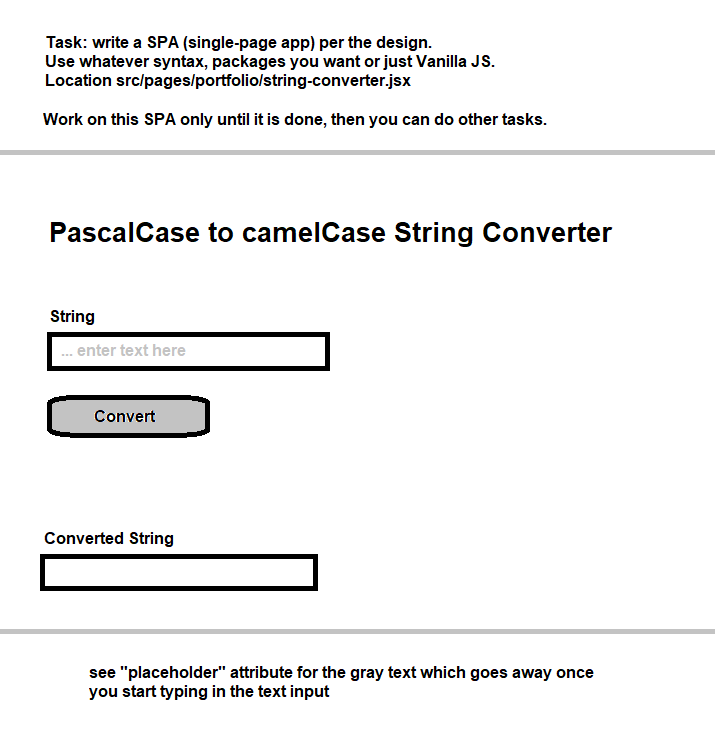 Task: write a SPA (single-page app) per the design.
Use whatever syntax, packages you want or just Vanilla JS.
Location src/pages/portfolio/string-converter.jsx
Work on this SPA only until it is done, then you can do other tasks.
PascalCase to camelCase String Converter
String
... enter text here
Convert
Converted String
see "placeholder" attribute for the gray text which goes away once
you start typing in the text input